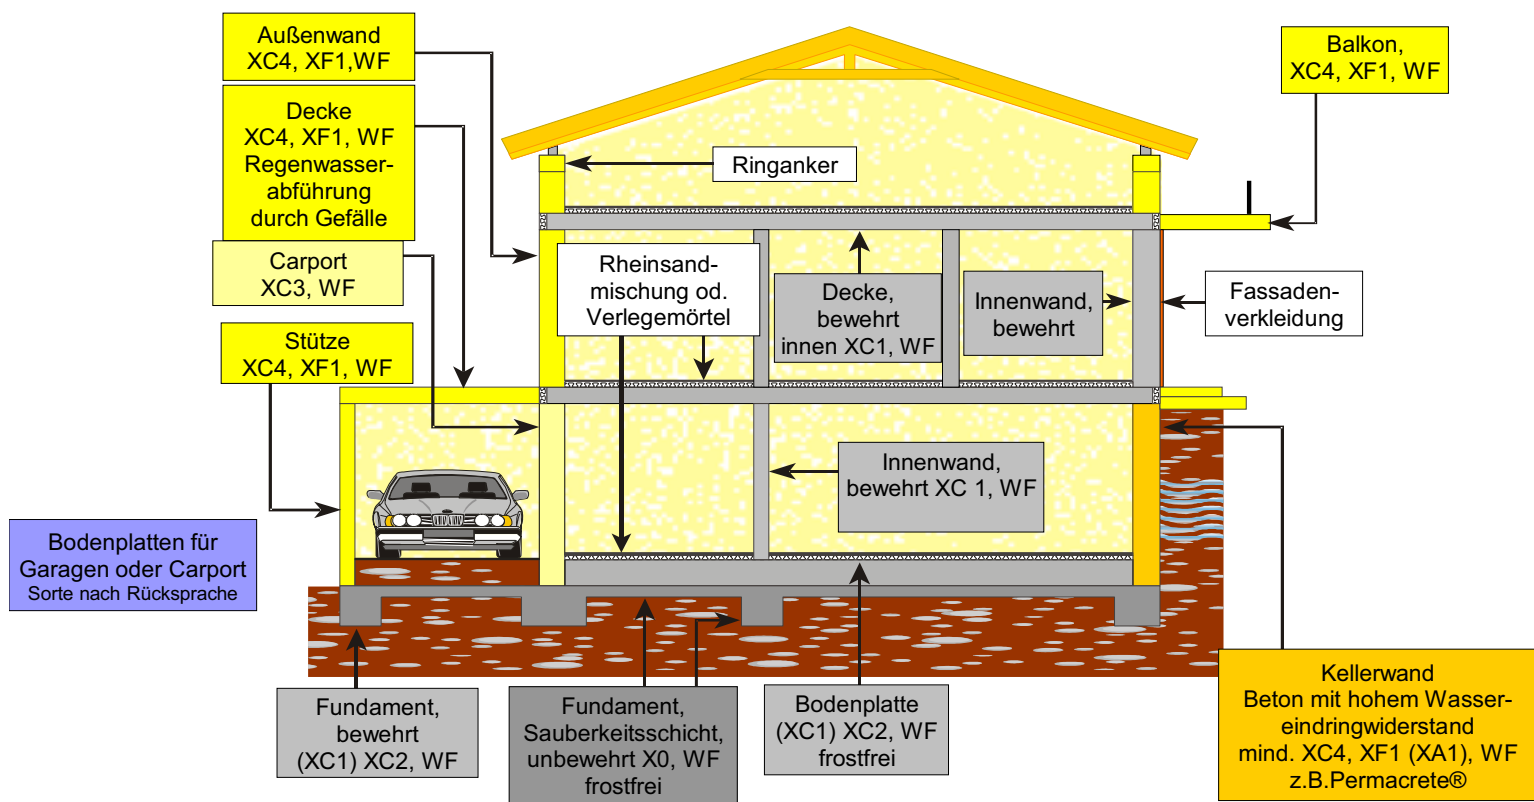 Außenwand
XC4, XF1,WF
Decke
XC4, XF1, WF
Regenwasser-
abführung
durch Gefälle
Carport
XC3, WF
Stütze
XC4, XF1, WF
Bodenplatten für
Garagen oder Carport
Sorte nach Rücksprache
Ringanker
Balkon,
XC4, XF1, WF
Rheinsand-
mischung od.
Verlegemörtel
Decke,
bewehrt
innen XC1, WF
Innenwand,
bewehrt
Fassaden-
verkleidung
Innenwand,
bewehrt XC 1, WF
Fundament,
bewehrt
(XC1) XC2, WF
Fundament,
Sauberkeitsschicht,
unbewehrt X0, WF
frostfrei
Bodenplatte
(XC1) XC2, WF
frostfrei
Kellerwand
Beton mit hohem Wasser-
eindringwiderstand
mind. XC4, XF1 (XA1), WF
z.B.Permacrete®